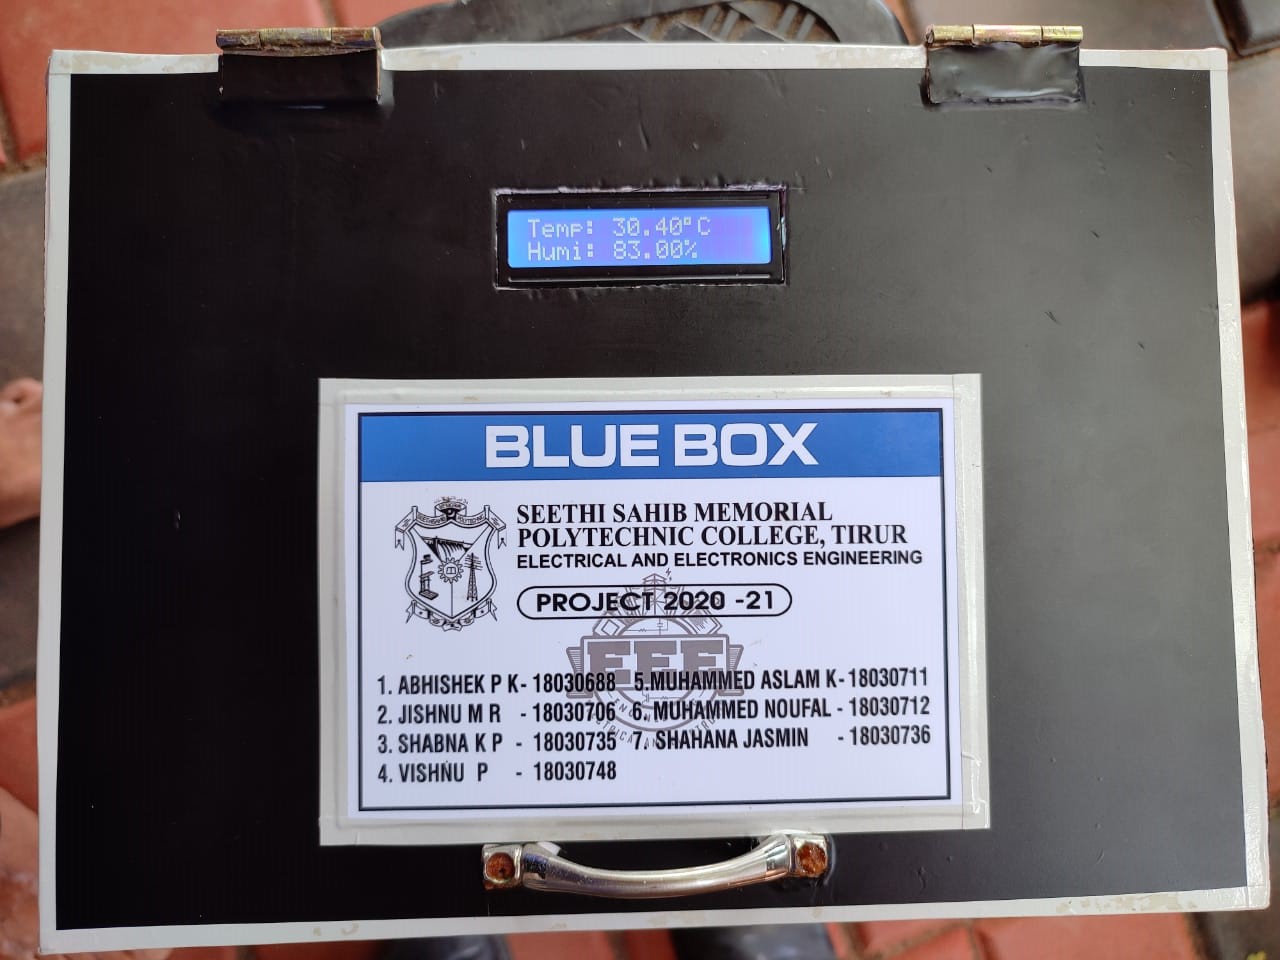 Temp: 30.40°C
Humi: 83.00%
BLUE BOX
SEETHI SAHIB MEMORIAL
POLYTECHNIC COLLEGE, TIRUR
ELECTRICAL AND ELECTRONICS ENGINEERING
PROJECT 2020 -21
EEE
1. ABHISHEK P K- 18030688
2. JISHNU M R - 18030706
3. SHABNA K P - 18030735
4. VISHNU P - 18030748
5.MUHAMMED ASLAM K- 18030711
6. MUHAMMED NOUFAL - 18030712
7. SHAHANA JASMIN - 18030736